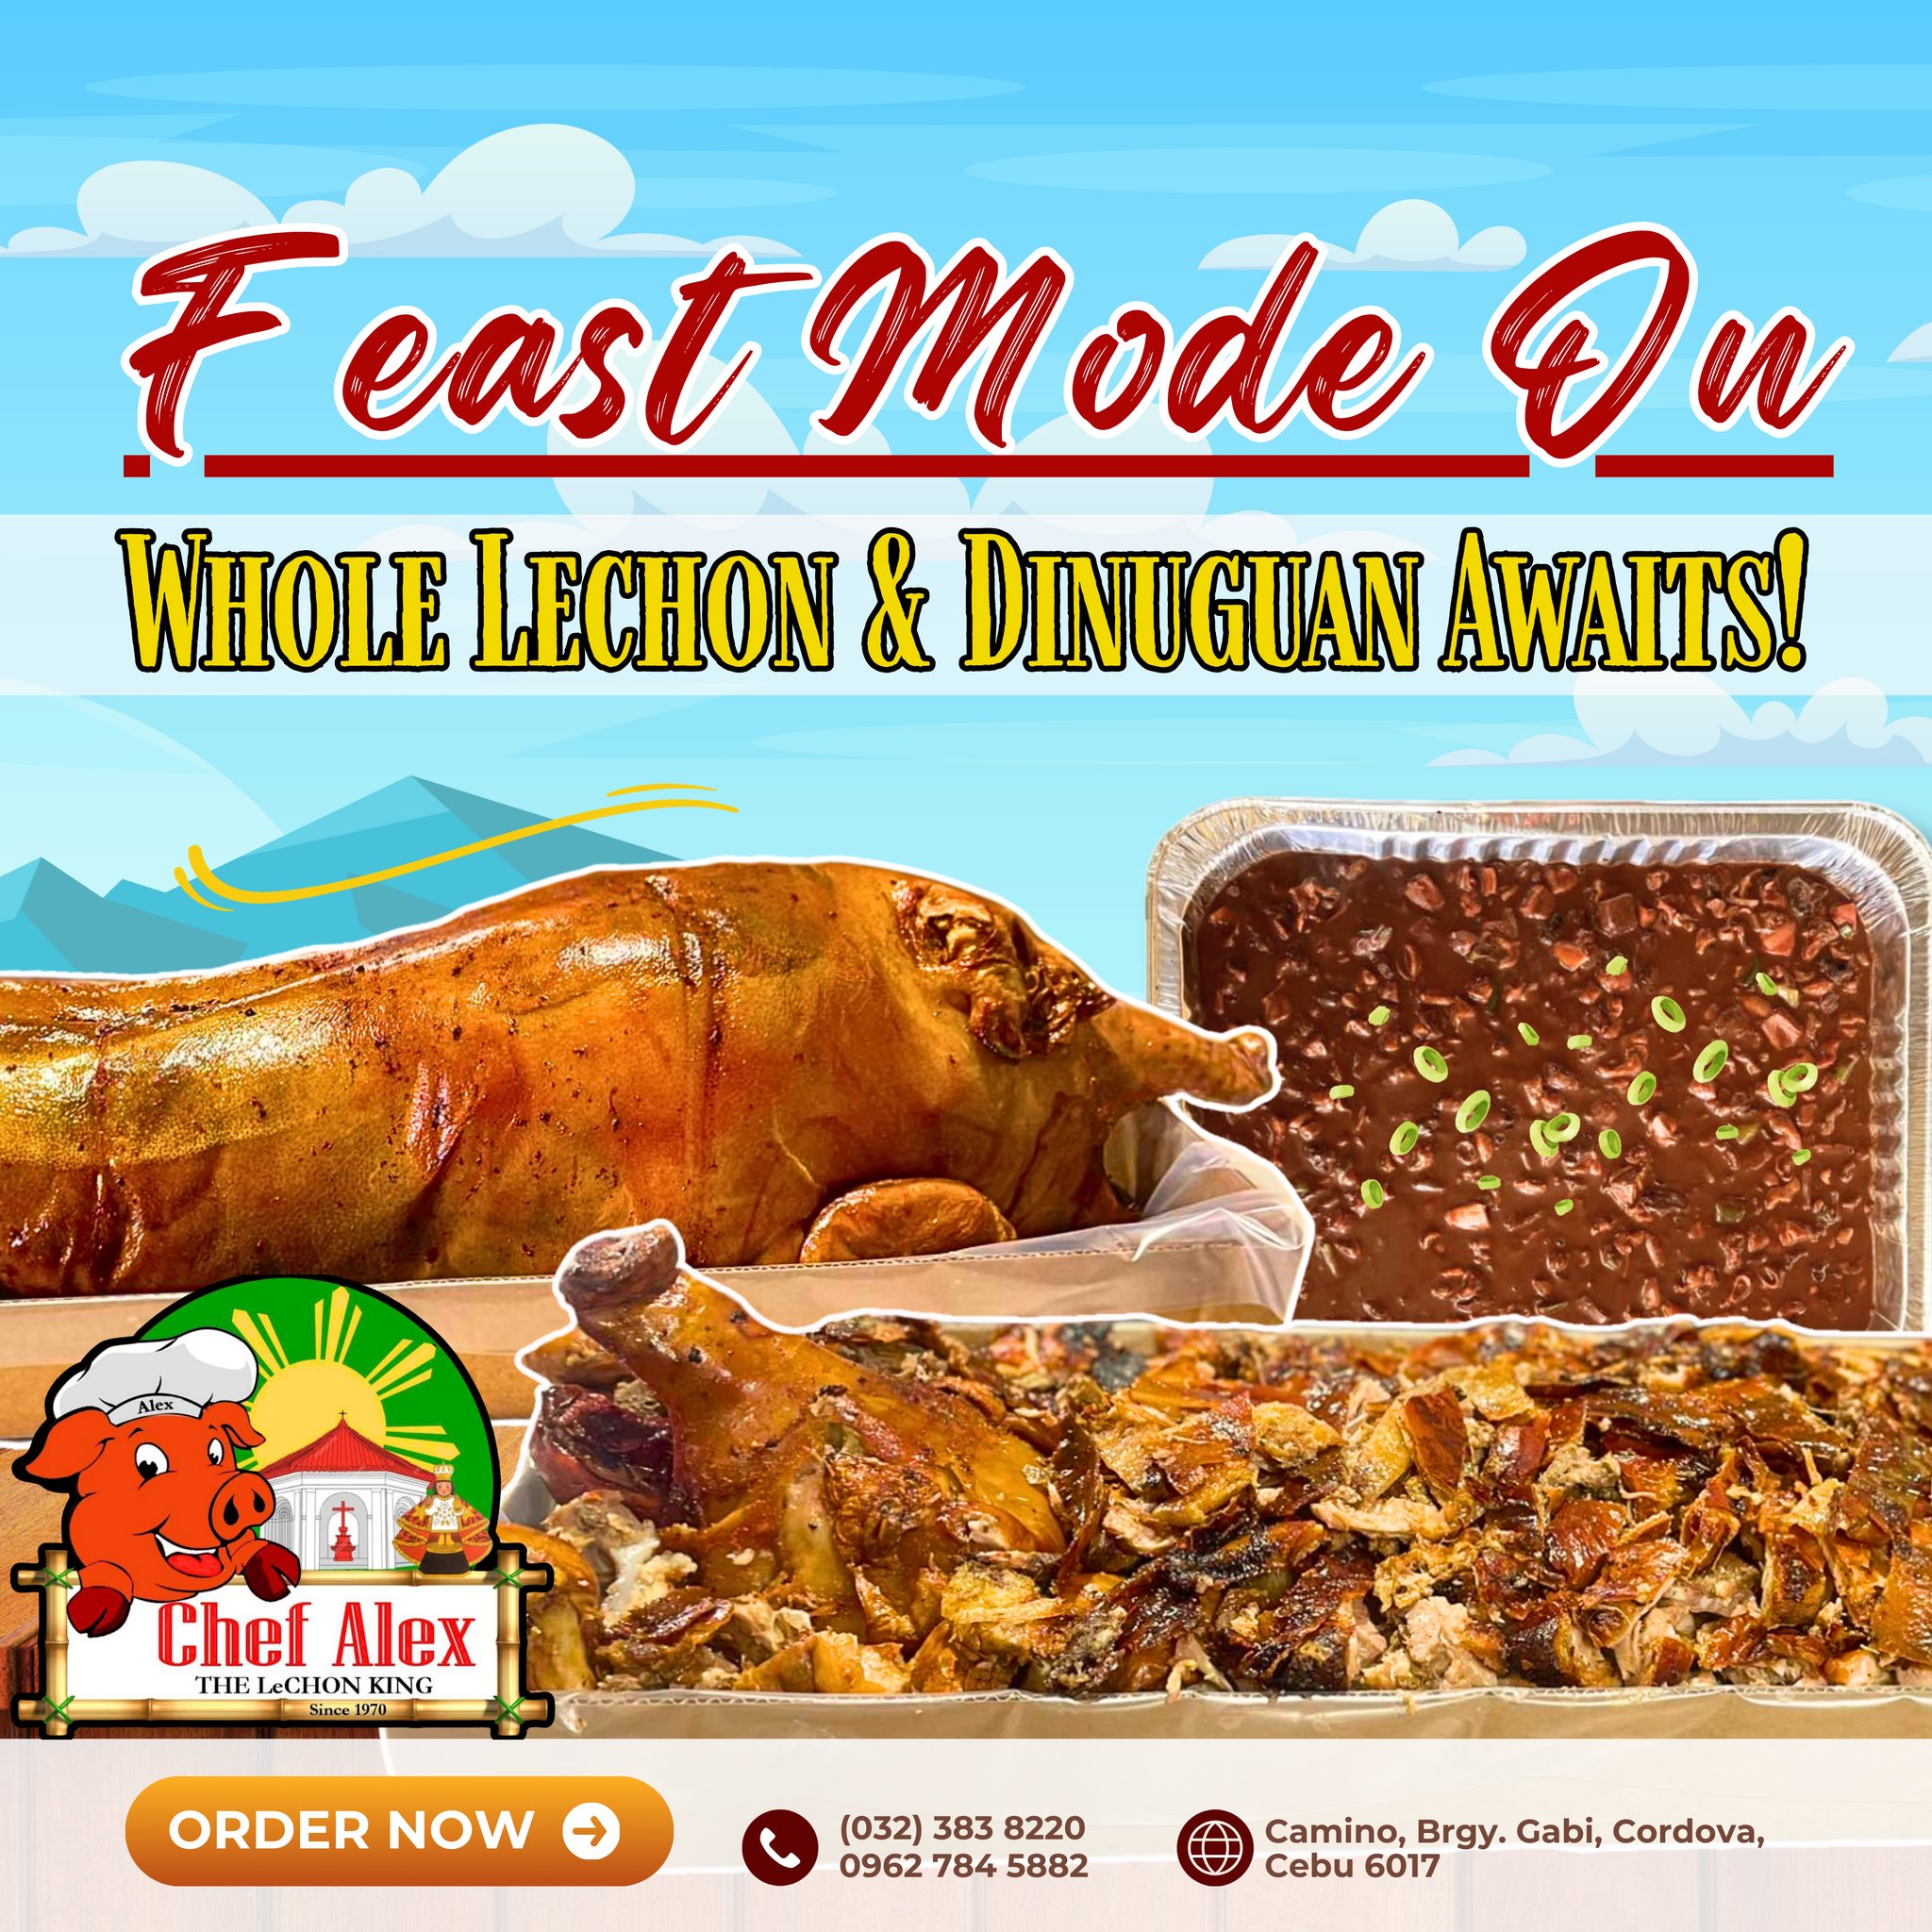 Feast Mode On
WHOLE LECHON & DINUGUAN AWAITS!
Alex
Chef Alex
THE LeCHON KING
Since 1970
ORDER NOW
(032) 383 8220
0962 784 5882
Camino, Brgy. Gabi, Cordova,
Cebu 6017